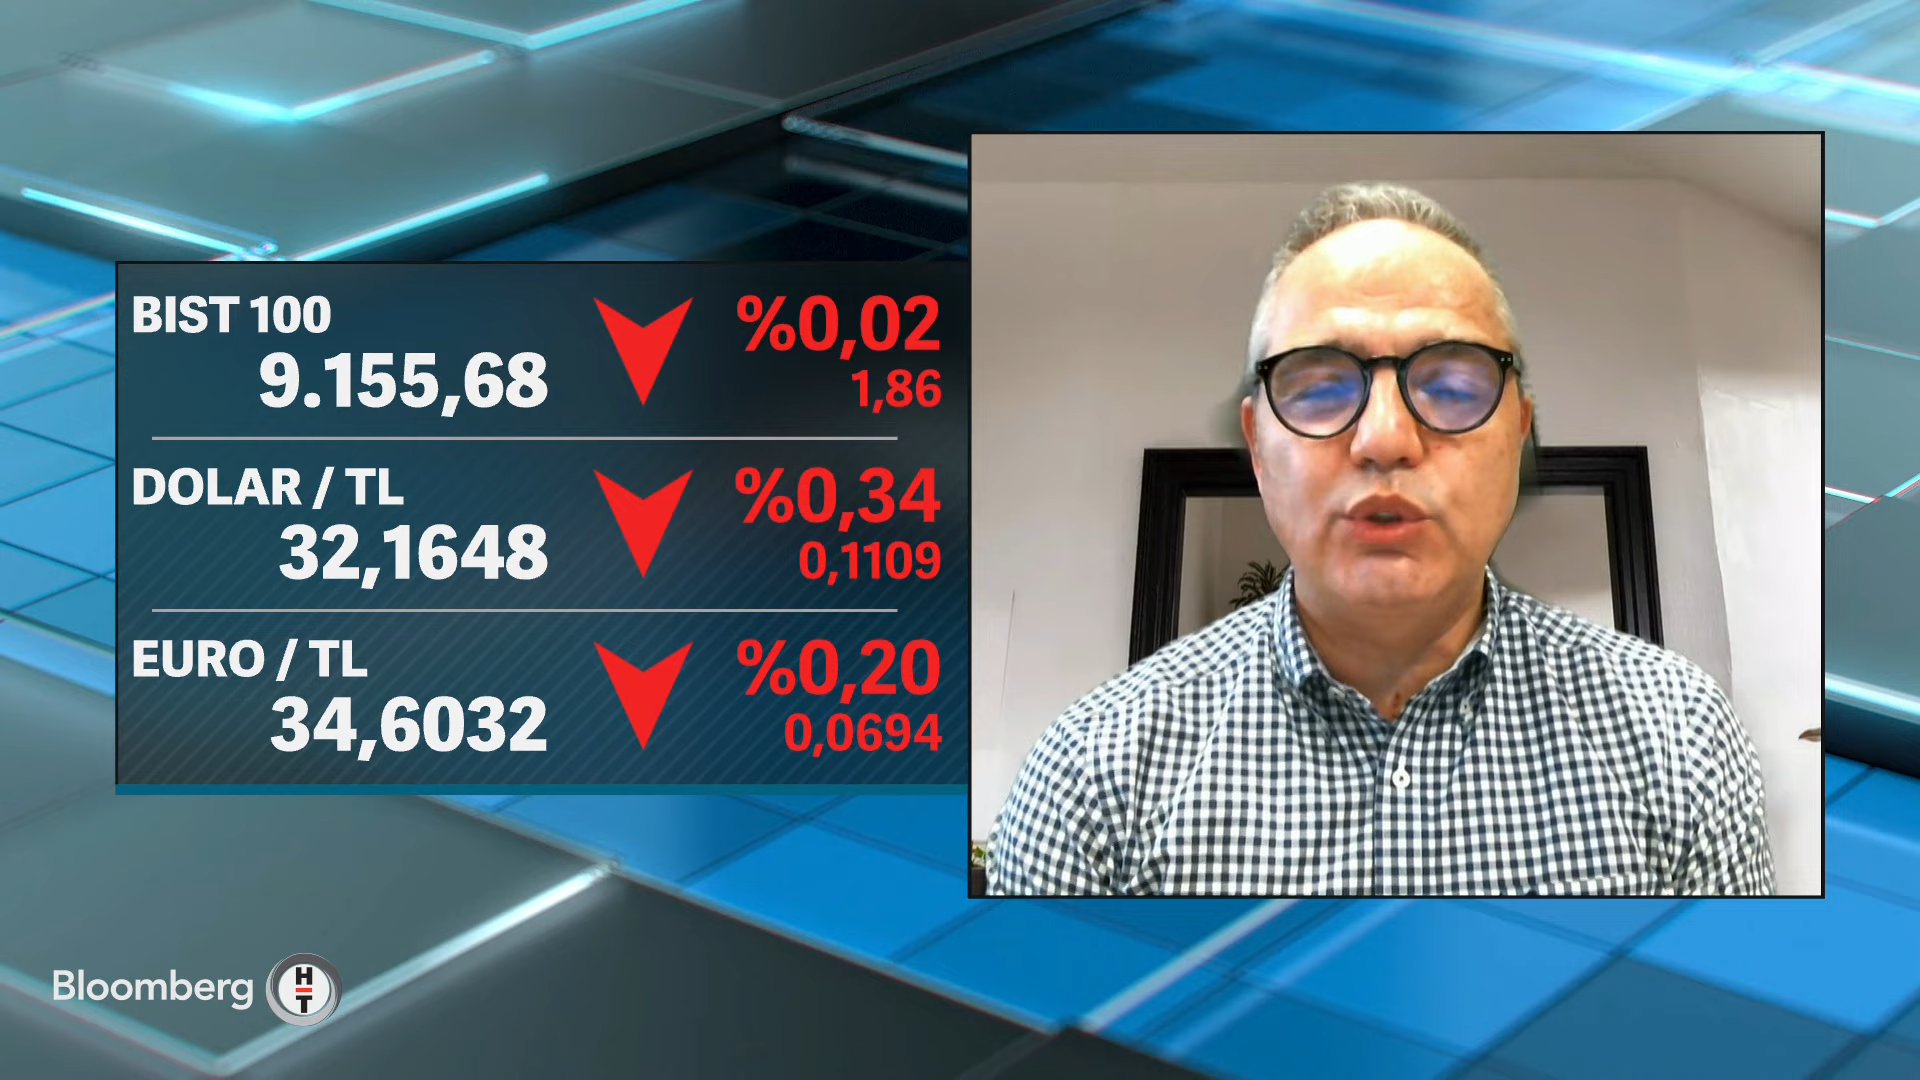 BIST 100
9.155,68
%0,02
1,86
DOLAR / TL
32,1648
%0,34
0,1109
EURO / TL
34,6032
%0,20
0,0694
Bloomberg HT